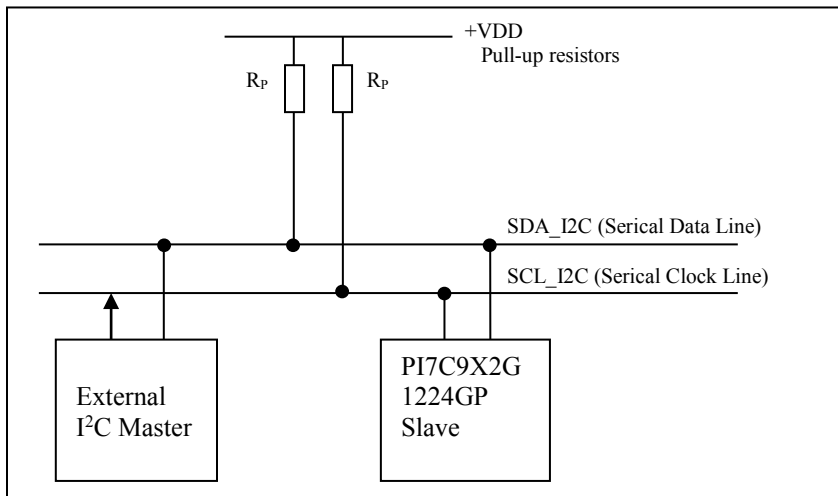 +VDD
Pull-up resistors
RP RP
SDA_I2C (Serical Data Line)
SCL_I2C (Serical Clock Line)
External
I²C Master
PI7C9X2G
1224GP
Slave